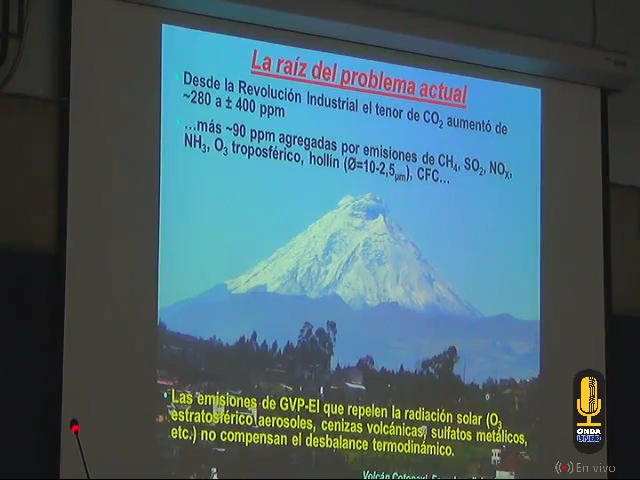 La raíz del problema actual
Desde la Revolución Industrial el tenor de CO2 aumentó de
~280 a ± 400 ppm
...más ~90 ppm agregadas por emisiones de CH4, SO2, NOX,
NH3, O3 troposférico, hollín (Ø=10-2,5µm), CFC...
Las emisiones de GVP-EI que repelen la radiación solar (O3
estratosférico aerosoles, cenizas volcánicas, sulfatos metálicos,
etc.) no compensan el desbalance termodinámico.
Volcán Cotopaxi,
ONDA
UNED
En vivo